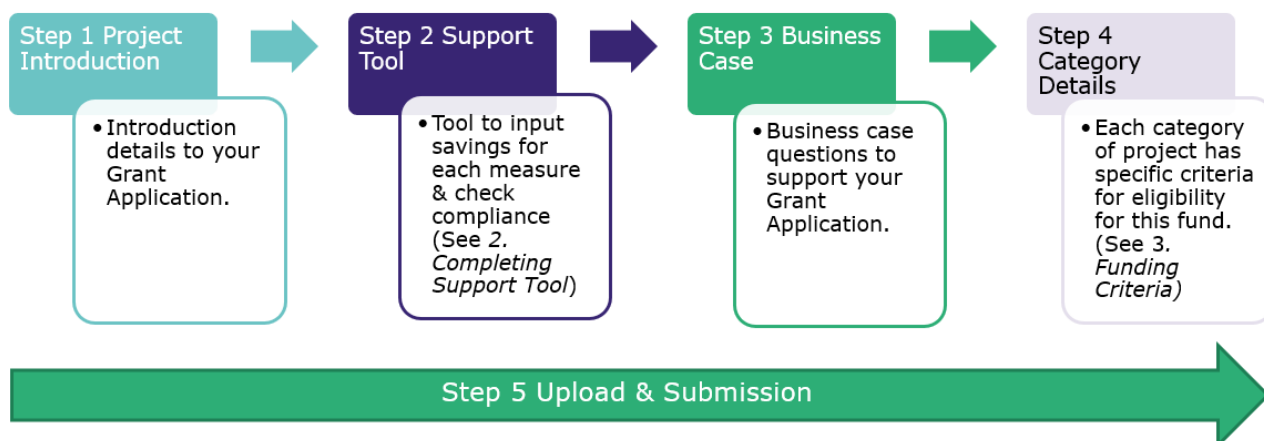 Step 1 Project
Introduction
• Introduction
details to your
Grant
Application.
Step 2 Support
Tool
• Tool to input
savings for
each measure
& check
compliance
(See 2.
Completing
Support Tool)
Step 3 Business
Case
• Business case
questions to
support your
Grant
Application.
Step 4
Category
Details
• Each category
of project has
specific criteria
for eligibility
for this fund.
(See 3.
Funding
Criteria)
Step 5 Upload & Submission